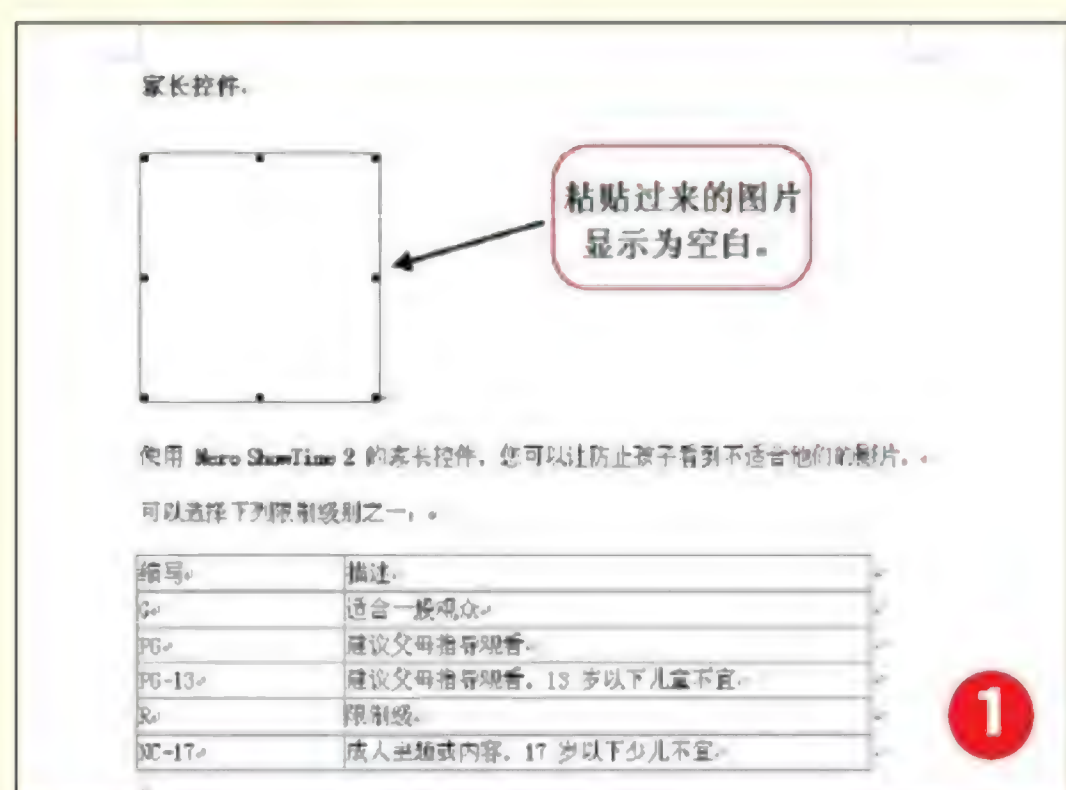 家长控件。
粘贴过来的图片
显示为空白。
使用 Nero ShowTime 2 的家长控件，您可以让防止孩子看到不适合他们的影片。
可以选择下列限制级别之一：
缩写 描述
G 适合一般观众
PG 建议父母指导观看
PG-13 建议父母指导观看。13 岁以下儿童不宜
R 限制级
NC-17 成人主题或内容。17 岁以下少儿不宜
1